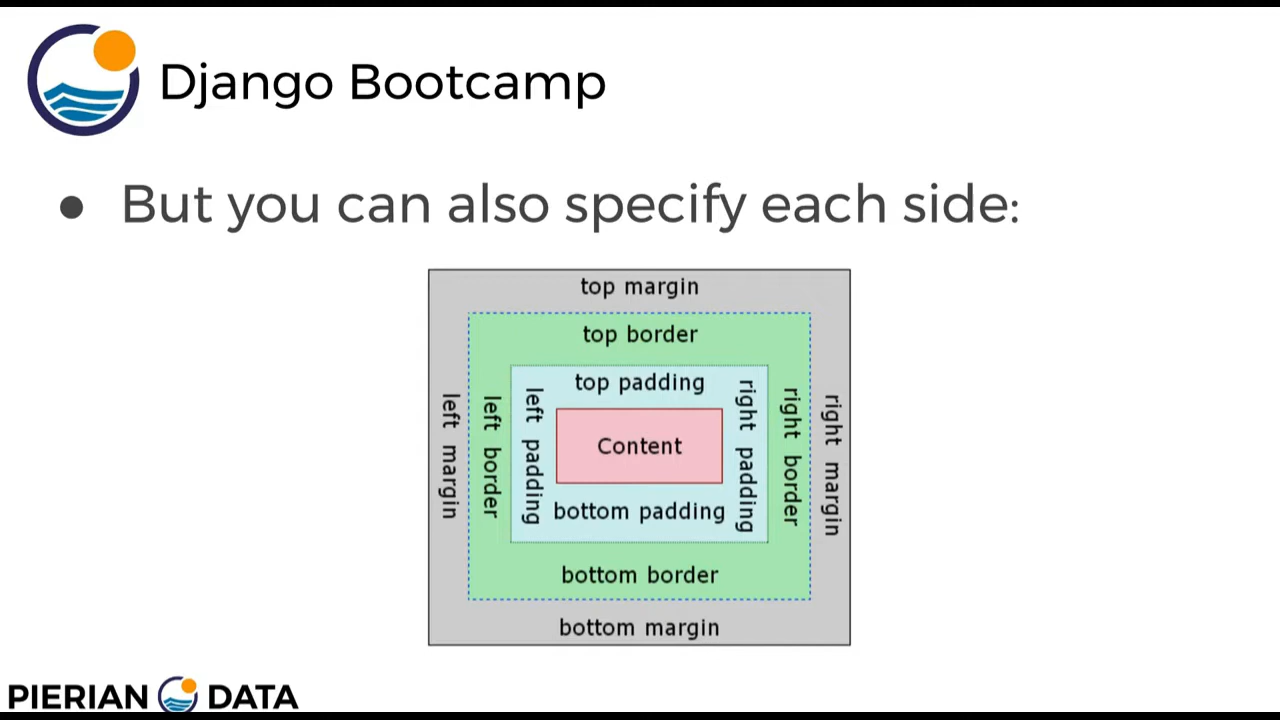 Django Bootcamp
● But you can also specify each side:
top margin
top border
top padding
left margin
left border
left padding
Content
right padding
right border
right margin
bottom padding
bottom border
bottom margin
PIERIAN DATA